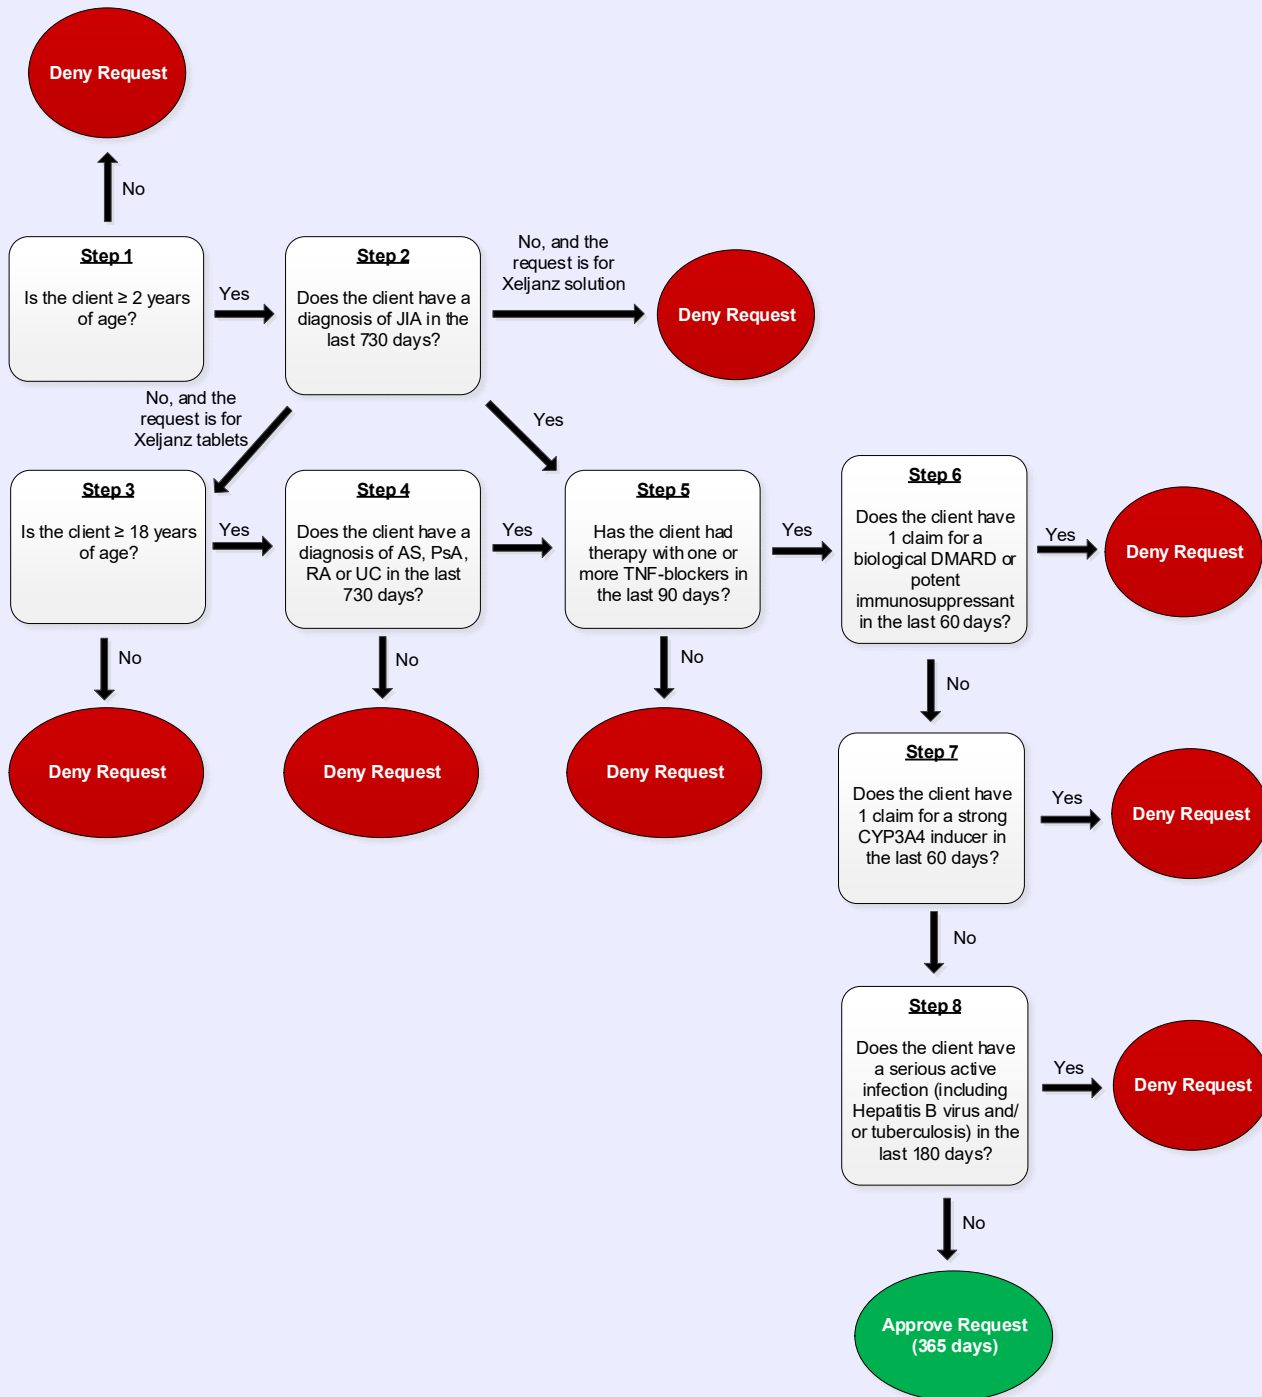 Deny Request
No
Step 1
Is the client ≥ 2 years
of age?
Yes
Step 2
Does the client have a
diagnosis of JIA in the
last 730 days?
No, and the
request is for
Xeljanz solution
Deny Request
No, and the
request is for
Xeljanz tablets
Yes
Step 3
Is the client ≥ 18 years
of age?
Yes
Step 4
Does the client have a
diagnosis of AS, PsA,
RA or UC in the last
730 days?
Yes
Step 5
Has the client had
therapy with one or
more TNF-blockers in
the last 90 days?
Yes
Step 6
Does the client have
1 claim for a
biological DMARD or
potent
immunosuppressant
in the last 60 days?
Yes
Deny Request
No
Deny Request
No
Deny Request
No
Deny Request
No
Step 7
Does the client have
1 claim for a strong
CYP3A4 inducer in
the last 60 days?
Yes
Deny Request
No
Step 8
Does the client have
a serious active
infection (including
Hepatitis B virus and/
or tuberculosis) in the
last 180 days?
Yes
Deny Request
No
Approve Request
(365 days)